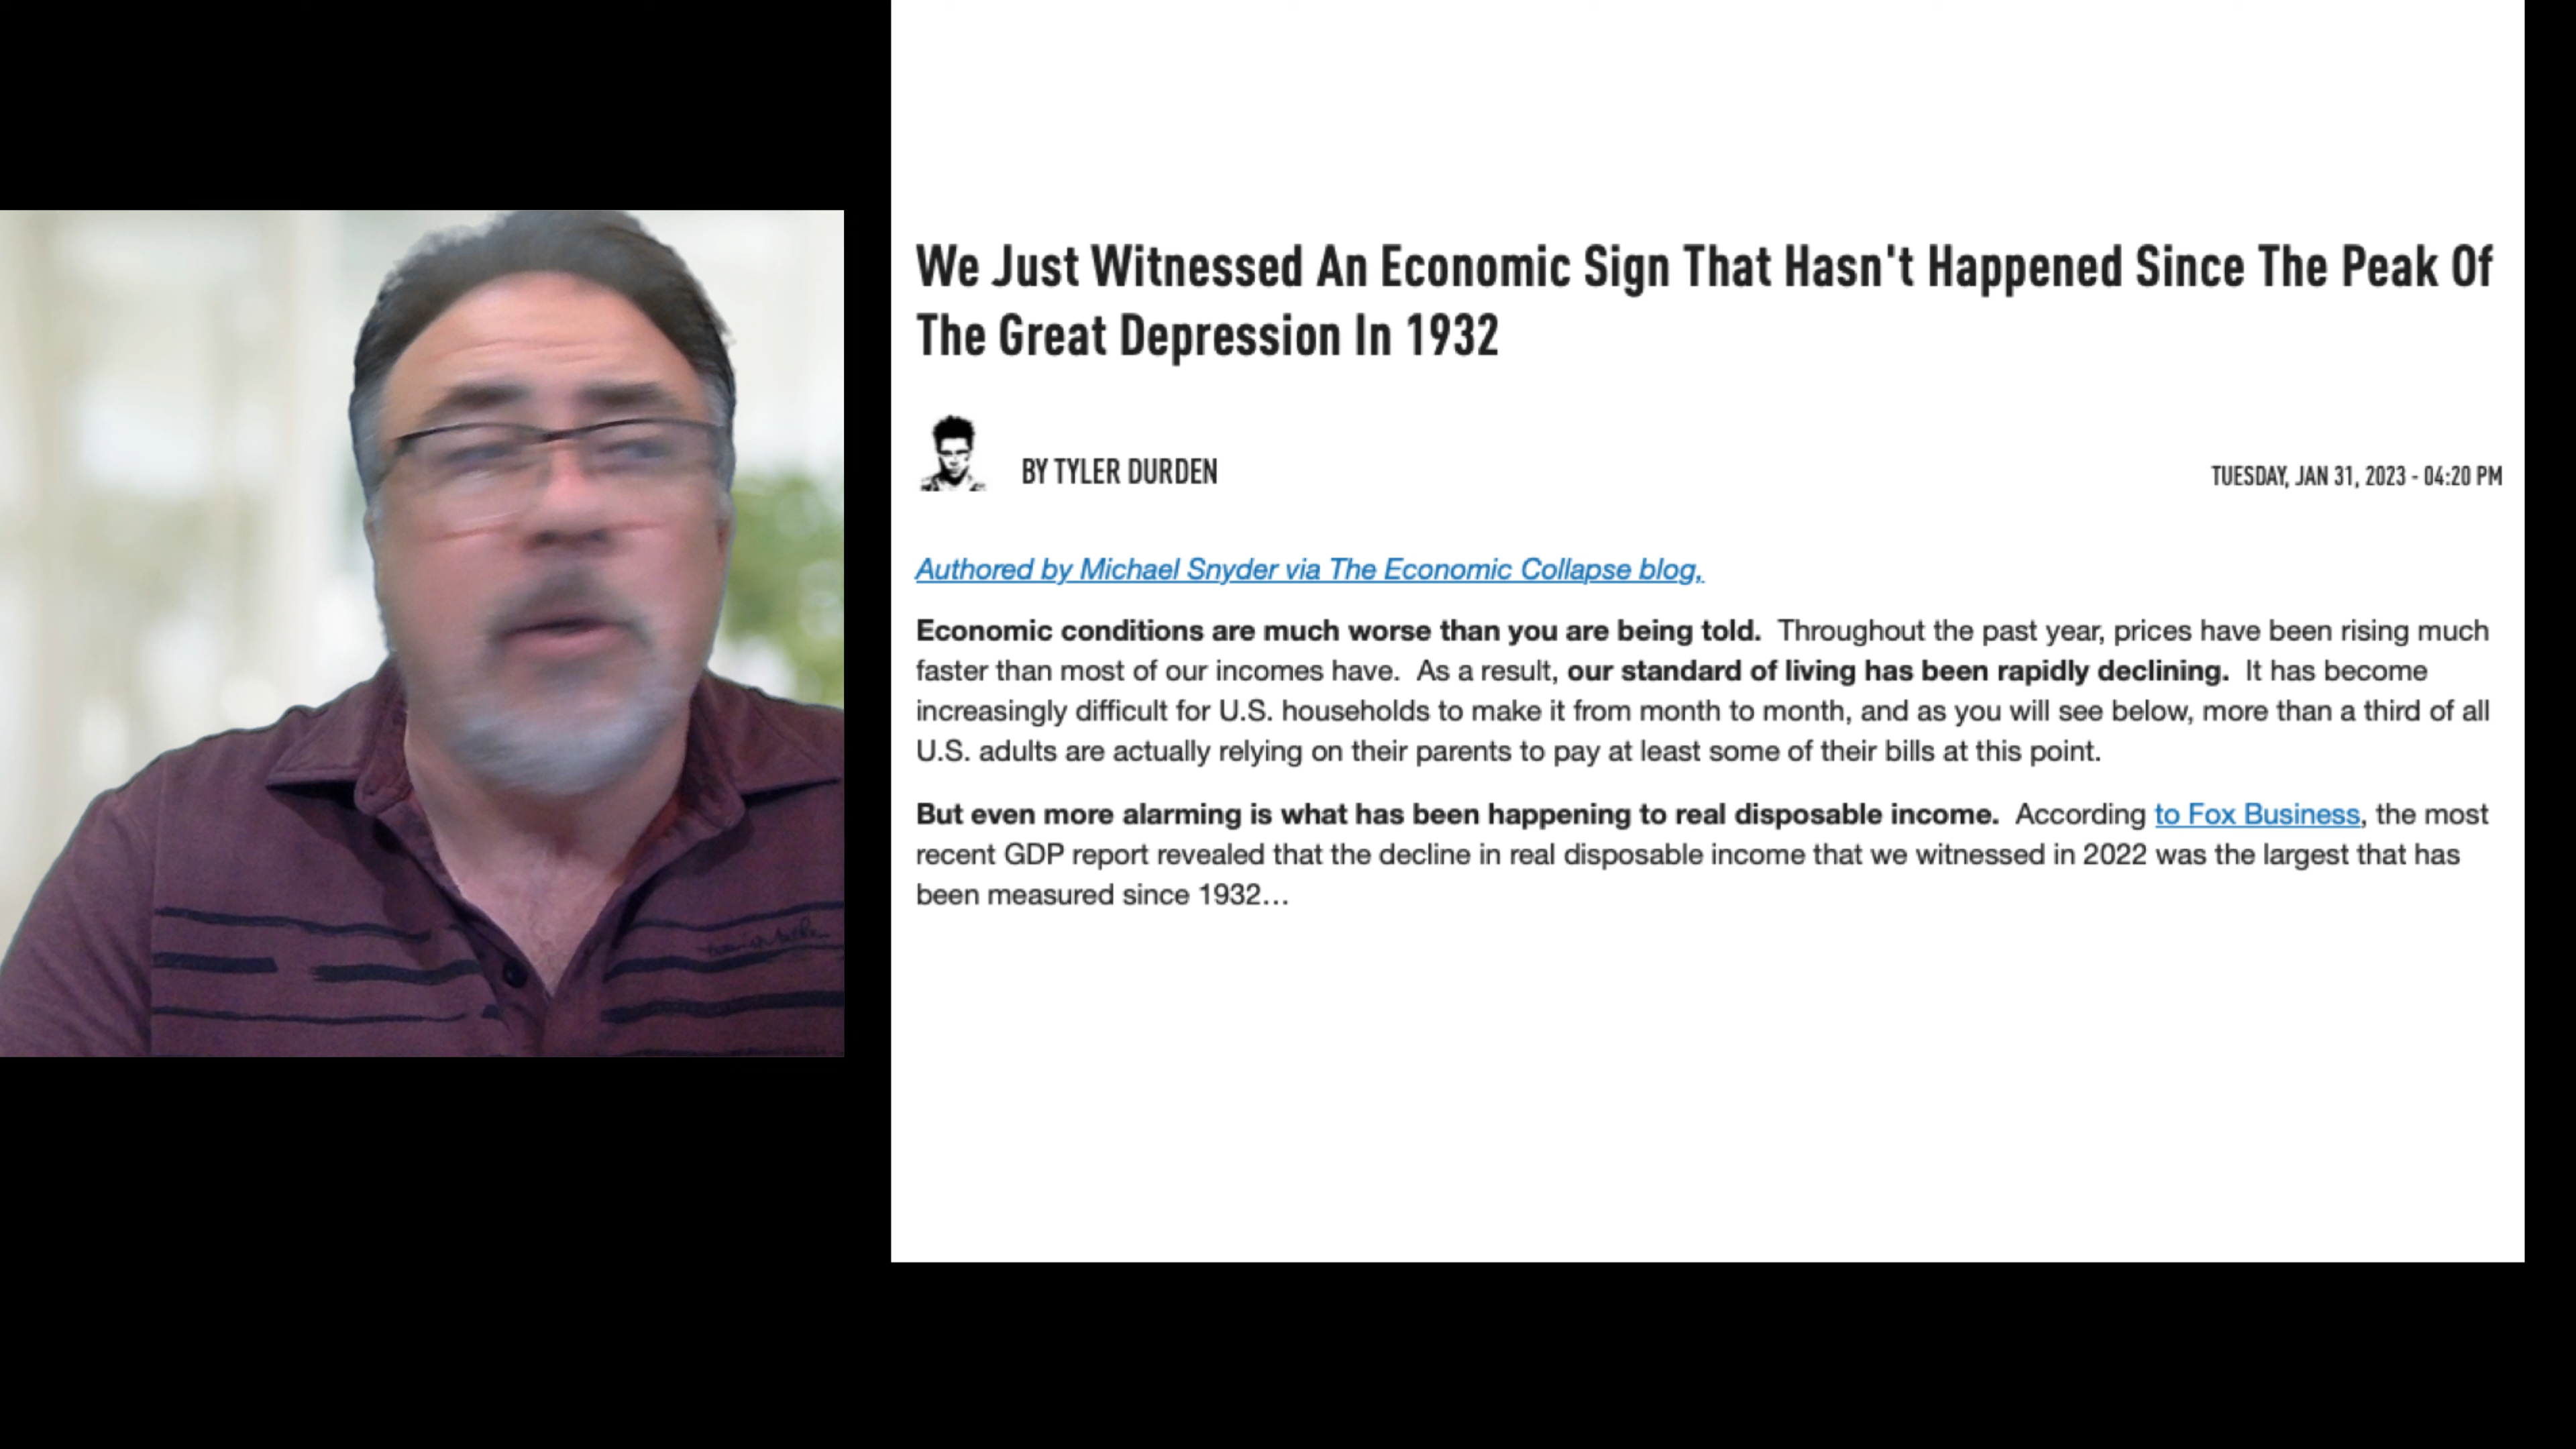 We Just Witnessed An Economic Sign That Hasn't Happened Since The Peak Of
The Great Depression In 1932
BY TYLER DURDEN
TUESDAY, JAN 31, 2023 - 04:20 PM
Authored by Michael Snyder via The Economic Collapse blog,
Economic conditions are much worse than you are being told.  Throughout the past year, prices have been rising much
faster than most of our incomes have.  As a result, our standard of living has been rapidly declining.  It has become
increasingly difficult for U.S. households to make it from month to month, and as you will see below, more than a third of all
U.S. adults are actually relying on their parents to pay at least some of their bills at this point.
But even more alarming is what has been happening to real disposable income.  According to Fox Business, the most
recent GDP report revealed that the decline in real disposable income that we witnessed in 2022 was the largest that has
been measured since 1932…